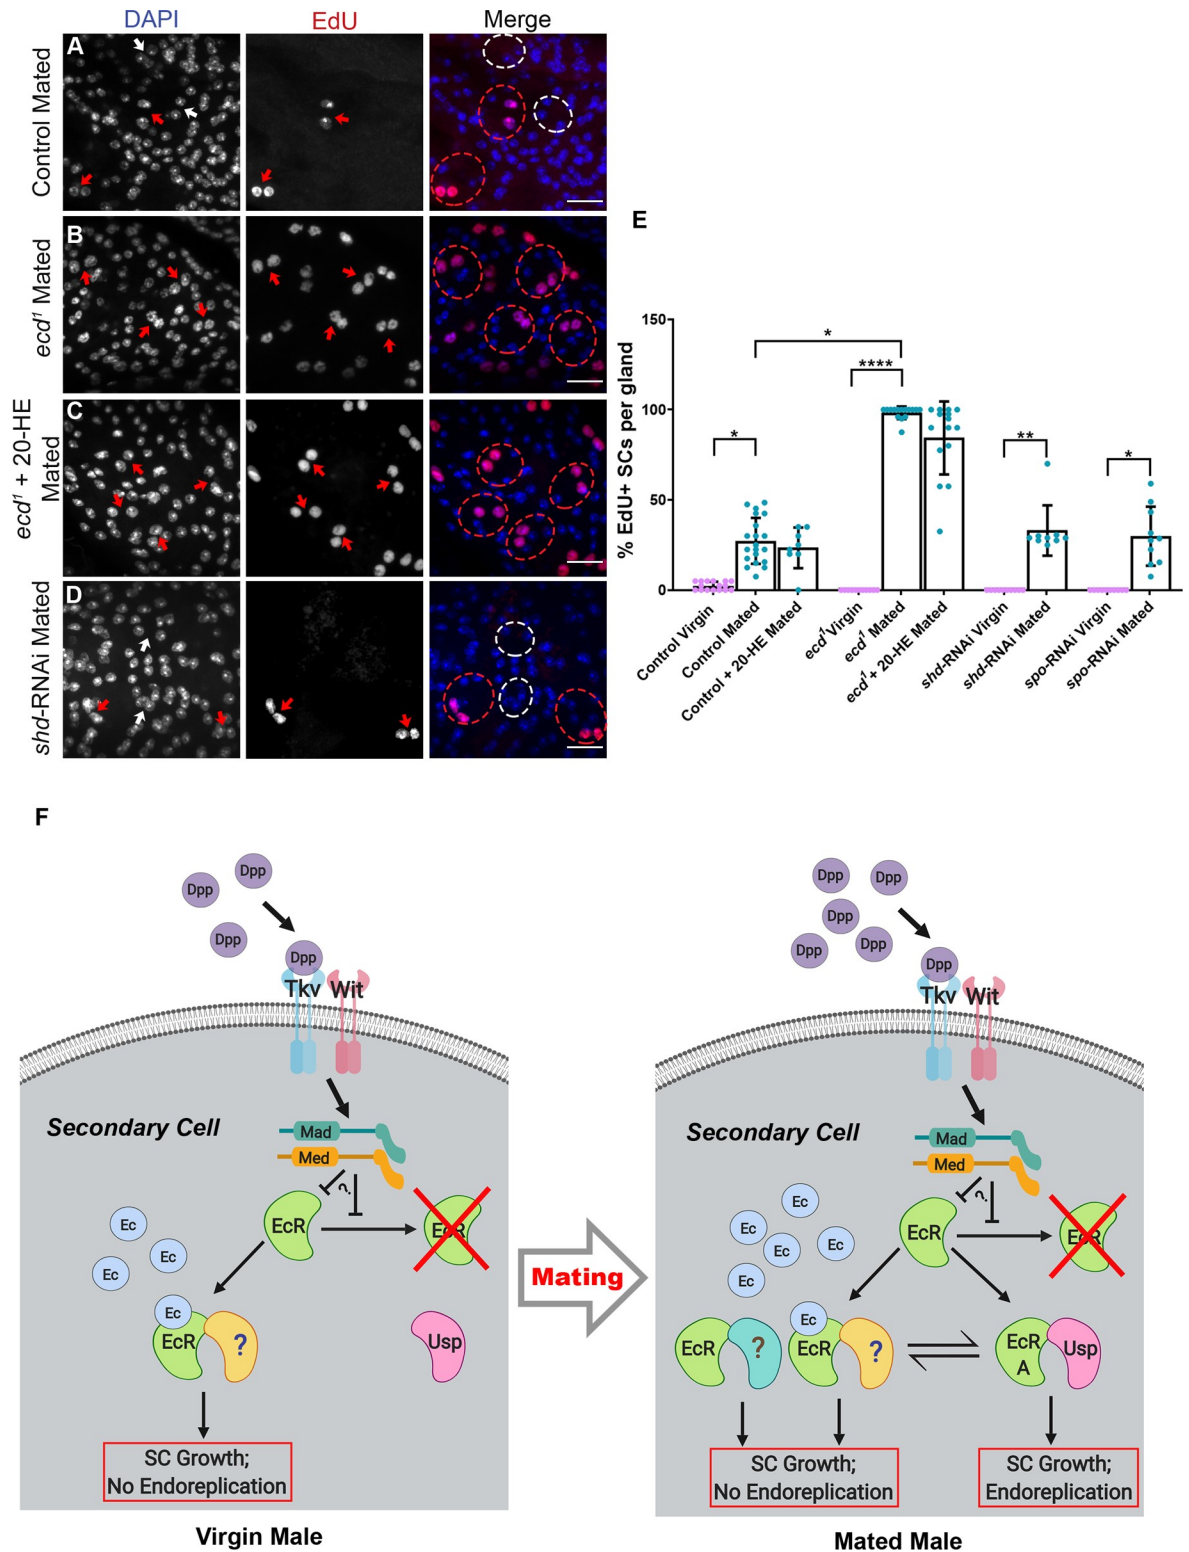 DAPI EdU Merge
A
Control Mated
B
ecd¹ Mated
C
ecd¹ + 20-HE
Mated
D
shd-RNAi Mated
E
% EdU+ SCs per gland
150
100
50
0
*
*
****
**
*
Control Virgin
Control Mated
Control + 20-HE Mated
ecd¹ Virgin
ecd¹ Mated
ecd¹ + 20-HE Mated
shd-RNAi Virgin
shd-RNAi Mated
spo-RNAi Virgin
spo-RNAi Mated
F
Dpp
Dpp
Dpp
Dpp
Tkv Wit
Secondary Cell
Mad
Med
?
EcR EcR
Ec
Ec
Ec
Ec
EcR ? Usp
SC Growth;
No Endoreplication
Virgin Male
Mating
Dpp Dpp
Dpp
Dpp Dpp
Dpp
Tkv Wit
Secondary Cell
Mad
Med
?
EcR EcR
Ec
Ec Ec
Ec
Ec
Ec
EcR ? EcR ? EcR Usp
A
SC Growth;
No Endoreplication
SC Growth;
Endoreplication
Mated Male